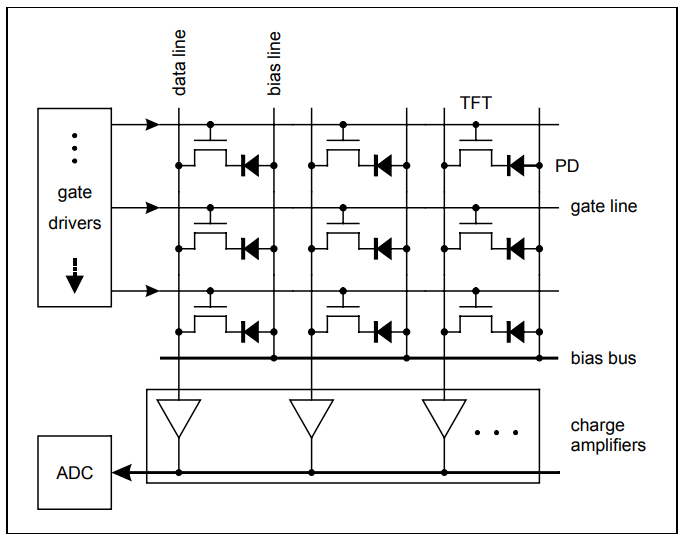 data line
bias line
TFT
PD
gate
drivers
gate line
bias bus
charge
amplifiers
ADC